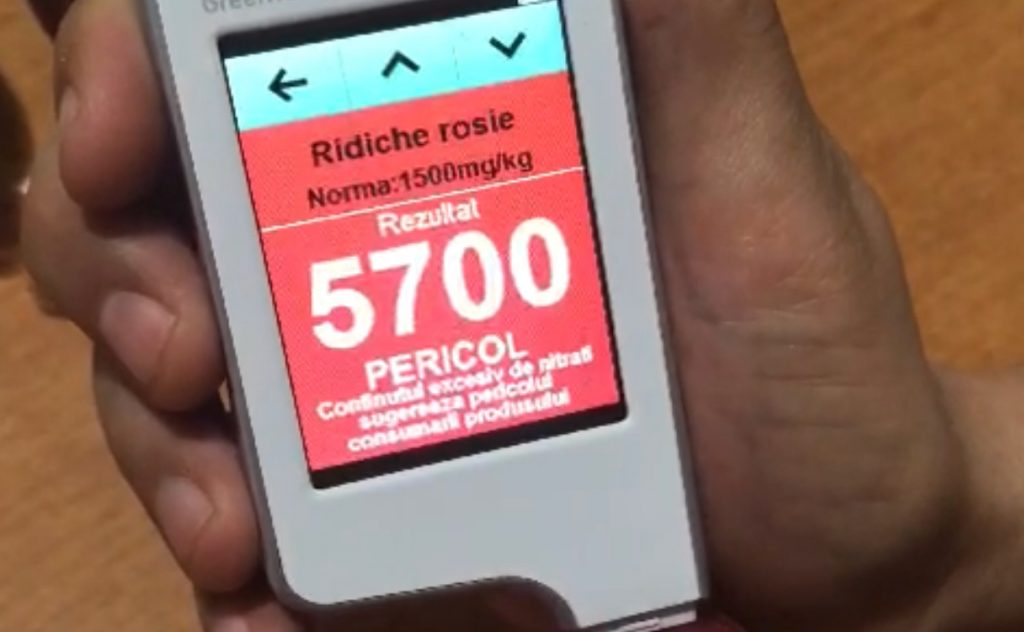 Ridiche rosie
Norma:1500mg/kg
Rezultat
5700
PERICOL
Continutul excesiv de nitrati
sugereaza pericolul
consumarii produsului